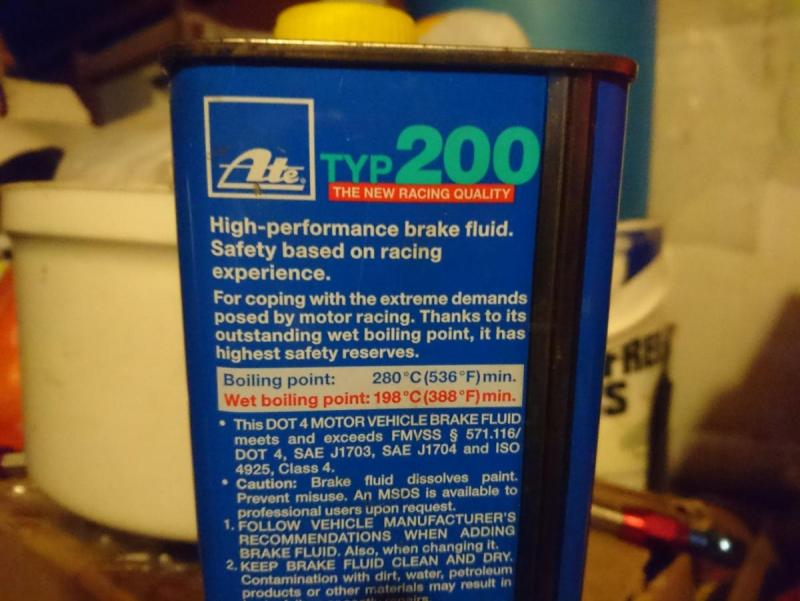 Ate
TYP 200
THE NEW RACING QUALITY
High-performance brake fluid.
Safety based on racing
experience.
For coping with the extreme demands
posed by motor racing. Thanks to its
outstanding wet boiling point, it has
highest safety reserves.
Boiling point: 280°C(536°F)min.
Wet boiling point: 198°C(388°F)min.
• This DOT 4 MOTOR VEHICLE BRAKE FLUID
meets and exceeds FMVSS § 571.116/
DOT 4, SAE J1703, SAE J1704 and ISO
4925, Class 4.
• Caution: Brake fluid dissolves paint.
Prevent misuse. An MSDS is available to
professional users upon request.
1. FOLLOW VEHICLE MANUFACTURER'S
RECOMMENDATIONS WHEN ADDING
BRAKE FLUID. Also, when changing it.
2. KEEP BRAKE FLUID CLEAN AND DRY.
Contamination with dirt, water, petroleum
products or other materials may result in